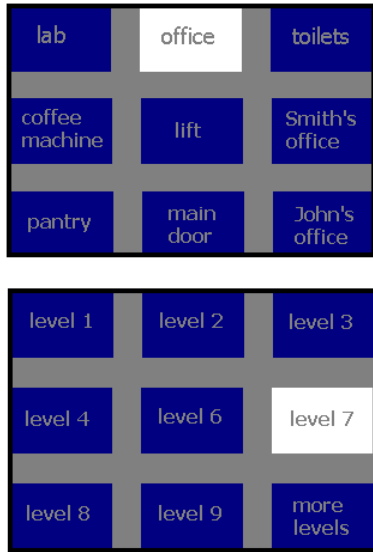 lab office toilets
coffee machine lift Smith's office
pantry main door John's office
level 1 level 2 level 3
level 4 level 6 level 7
level 8 level 9 more levels